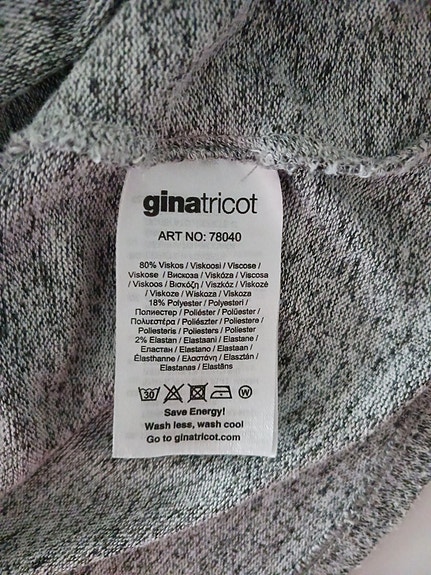 ginatricot
ART NO: 78040
80% Viskos / Viskoosi / Viscose /
Viskose / Вискоза / Viskóza / Viscosa
/ Viskoos / Βισκόζη / Viszkóz / Viskozė
/ Viskoze / Wiskoza / Viskoza
18% Polyester / Polyesteri /
Полиестер / Poliéster / Polüester /
Πολυεστέρα / Poliészter / Poliestere /
Poliesteris / Poliesters / Poliester
2% Elastan / Elastaani / Elastane /
Еластан / Elastano / Elastaan /
Élasthanne / Ελαστάνη / Elasztán /
Elastanas / Elastāns
30 W
Save Energy!
Wash less, wash cool
Go to ginatricot.com